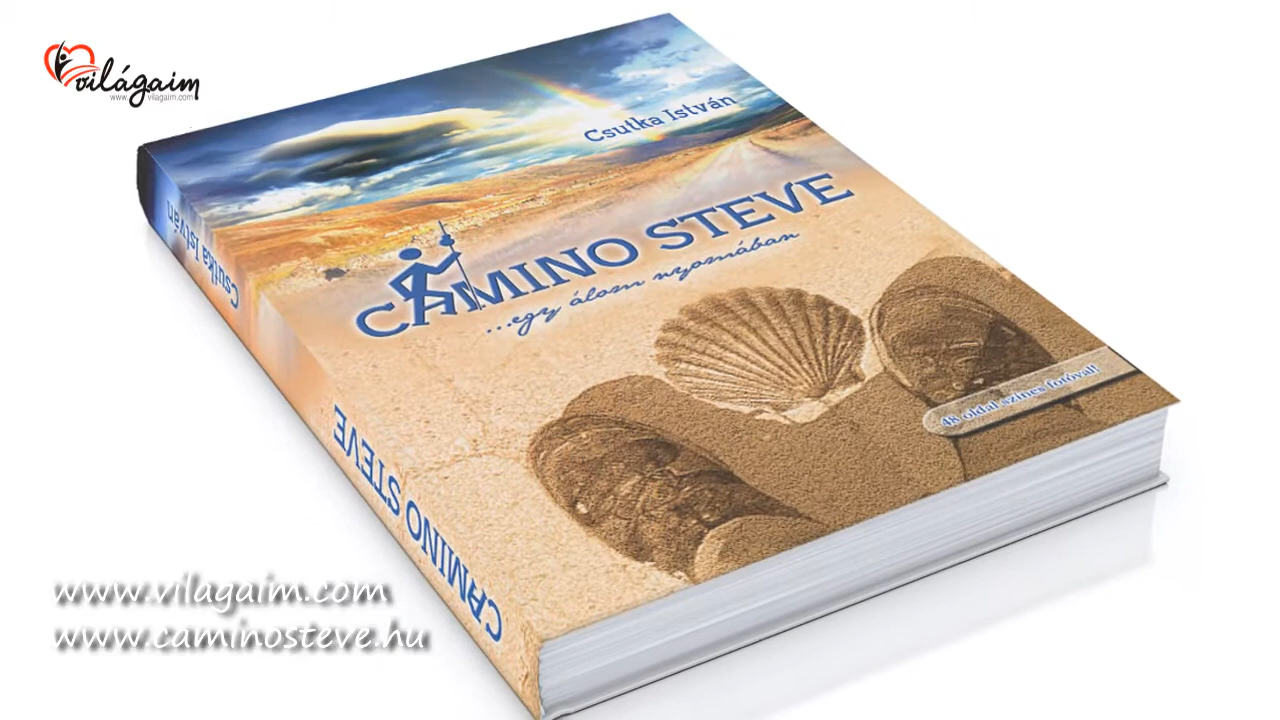 világaim
www.vilagaim.com
Csutka István
CAMINO STEVE
...egy álom nyomában
48 oldal színes fotóval!
Csutka István
CAMINO STEVE
www.vilagaim.com
www.caminosteve.hu